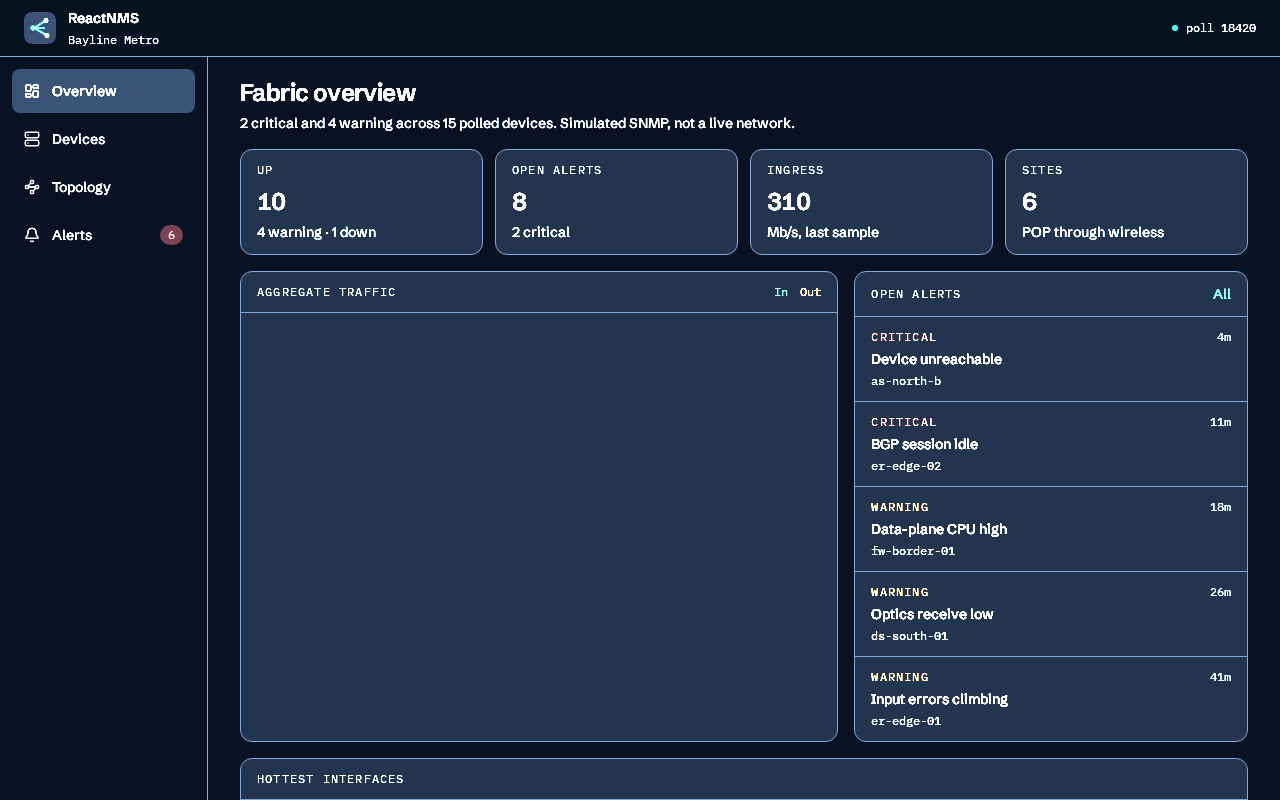 ReactNMS
Bayline Metro
poll 18420
Overview
Devices
Topology
Alerts
6
Fabric overview
2 critical and 4 warning across 15 polled devices. Simulated SNMP, not a live network.
UP
10
4 warning · 1 down
OPEN ALERTS
8
2 critical
INGRESS
310
Mb/s, last sample
SITES
6
POP through wireless
AGGREGATE TRAFFIC
In Out
OPEN ALERTS
All
CRITICAL 4m
Device unreachable
as-north-b
CRITICAL 11m
BGP session idle
er-edge-02
WARNING 18m
Data-plane CPU high
fw-border-01
WARNING 26m
Optics receive low
ds-south-01
WARNING 41m
Input errors climbing
er-edge-01
HOTTEST INTERFACES